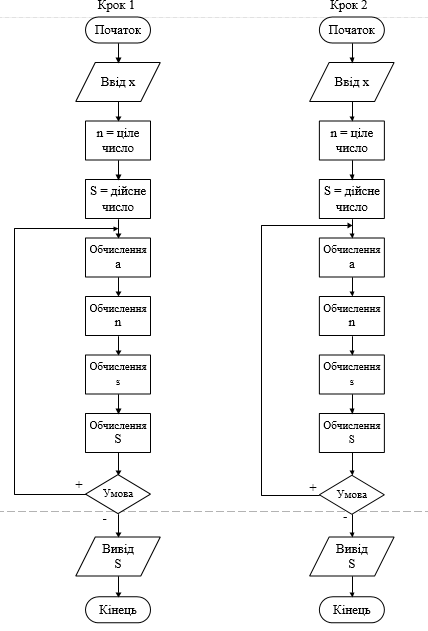 Крок 1
Початок
Ввід x
n = ціле
число
S = дійсне
число
Обчислення
a
Обчислення
n
Обчислення
s
Обчислення
S
+
Умова
-
Вивід
S
Кінець
Крок 2
Початок
Ввід x
n = ціле
число
S = дійсне
число
Обчислення
a
Обчислення
n
Обчислення
s
Обчислення
S
+
Умова
-
Вивід
S
Кінець